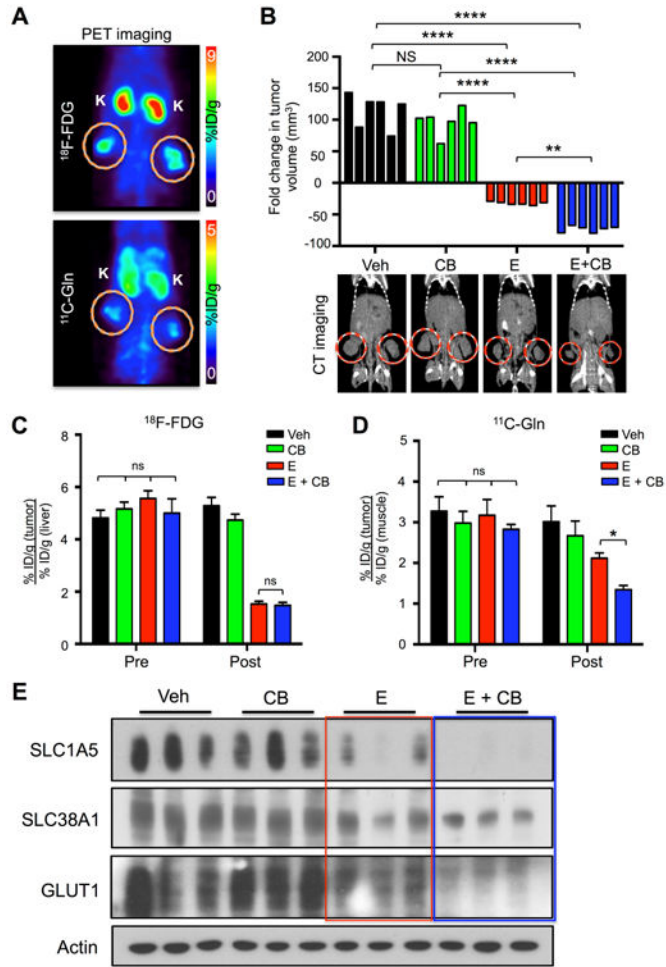 A
PET imaging
K
K
¹⁸F-FDG
9
%ID/g
0
K
K
¹¹C-Gln
5
%ID/g
0
B
****
****
NS
****
****
**
Fold change in tumor
volume (mm³)
150
100
50
0
-50
-100
Veh
CB
E
E+CB
CT imaging
C
¹⁸F-FDG
Veh
CB
E
E + CB
% ID/g (tumor)
% ID/g (liver)
8
6
4
2
0
ns
ns
Pre
Post
D
¹¹C-Gln
Veh
CB
E
E + CB
% ID/g (tumor)
% ID/g (muscle)
5
4
3
2
1
0
ns
*
Pre
Post
E
Veh
CB
E
E + CB
SLC1A5
SLC38A1
GLUT1
Actin